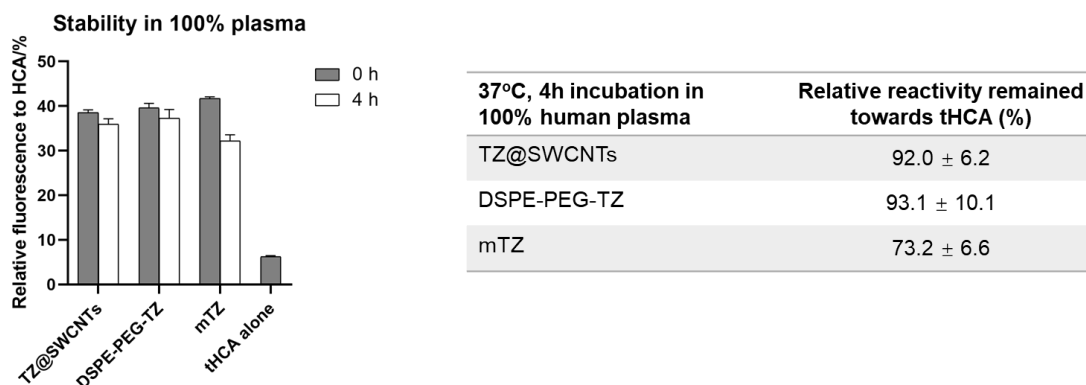 Stability in 100% plasma
Relative fluorescence to HCA/%
50
40
30
20
10
0
TZ@SWCNTs
DSPE-PEG-TZ
mTZ
tHCA alone
0 h
4 h
37°C, 4h incubation in Relative reactivity remained
100% human plasma towards tHCA (%)
TZ@SWCNTs 92.0 ± 6.2
DSPE-PEG-TZ 93.1 ± 10.1
mTZ 73.2 ± 6.6